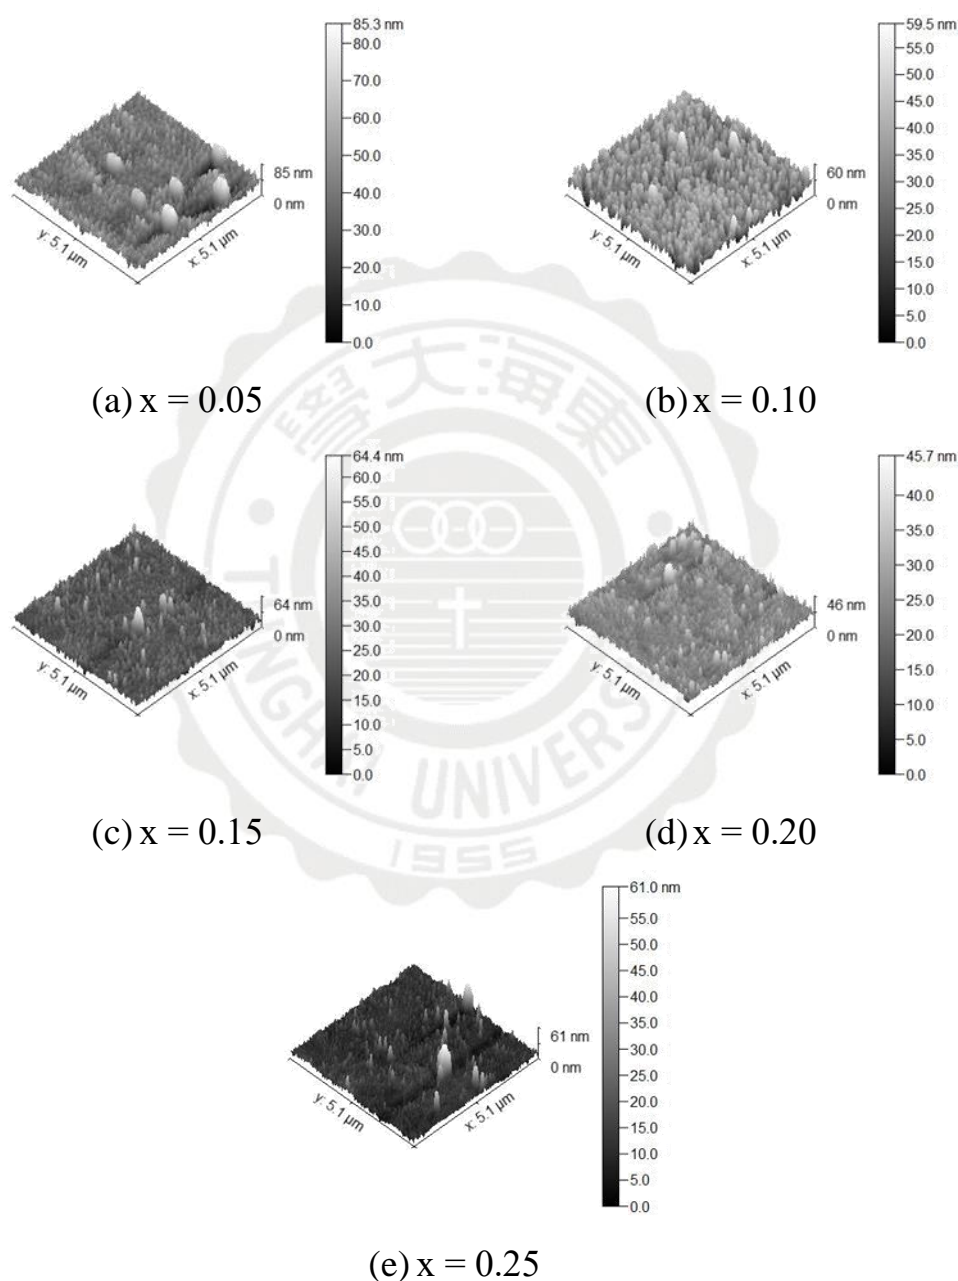 85.3 nm
80.0
70.0
60.0
50.0
40.0
30.0
20.0
10.0
0.0
85 nm
0 nm
y: 5.1 µm
x: 5.1 µm
(a) x = 0.05
59.5 nm
55.0
50.0
45.0
40.0
35.0
30.0
25.0
20.0
15.0
10.0
5.0
0.0
60 nm
0 nm
y: 5.1 µm
x: 5.1 µm
(b) x = 0.10
64.4 nm
60.0
55.0
50.0
45.0
40.0
35.0
30.0
25.0
20.0
15.0
10.0
5.0
0.0
64 nm
0 nm
y: 5.1 µm
x: 5.1 µm
(c) x = 0.15
45.7 nm
40.0
35.0
30.0
25.0
20.0
15.0
10.0
5.0
0.0
46 nm
0 nm
y: 5.1 µm
x: 5.1 µm
(d) x = 0.20
61.0 nm
55.0
50.0
45.0
40.0
35.0
30.0
25.0
20.0
15.0
10.0
5.0
0.0
61 nm
0 nm
y: 5.1 µm
x: 5.1 µm
(e) x = 0.25
學大海東
TUNGHAI UNIVERSITY
1955